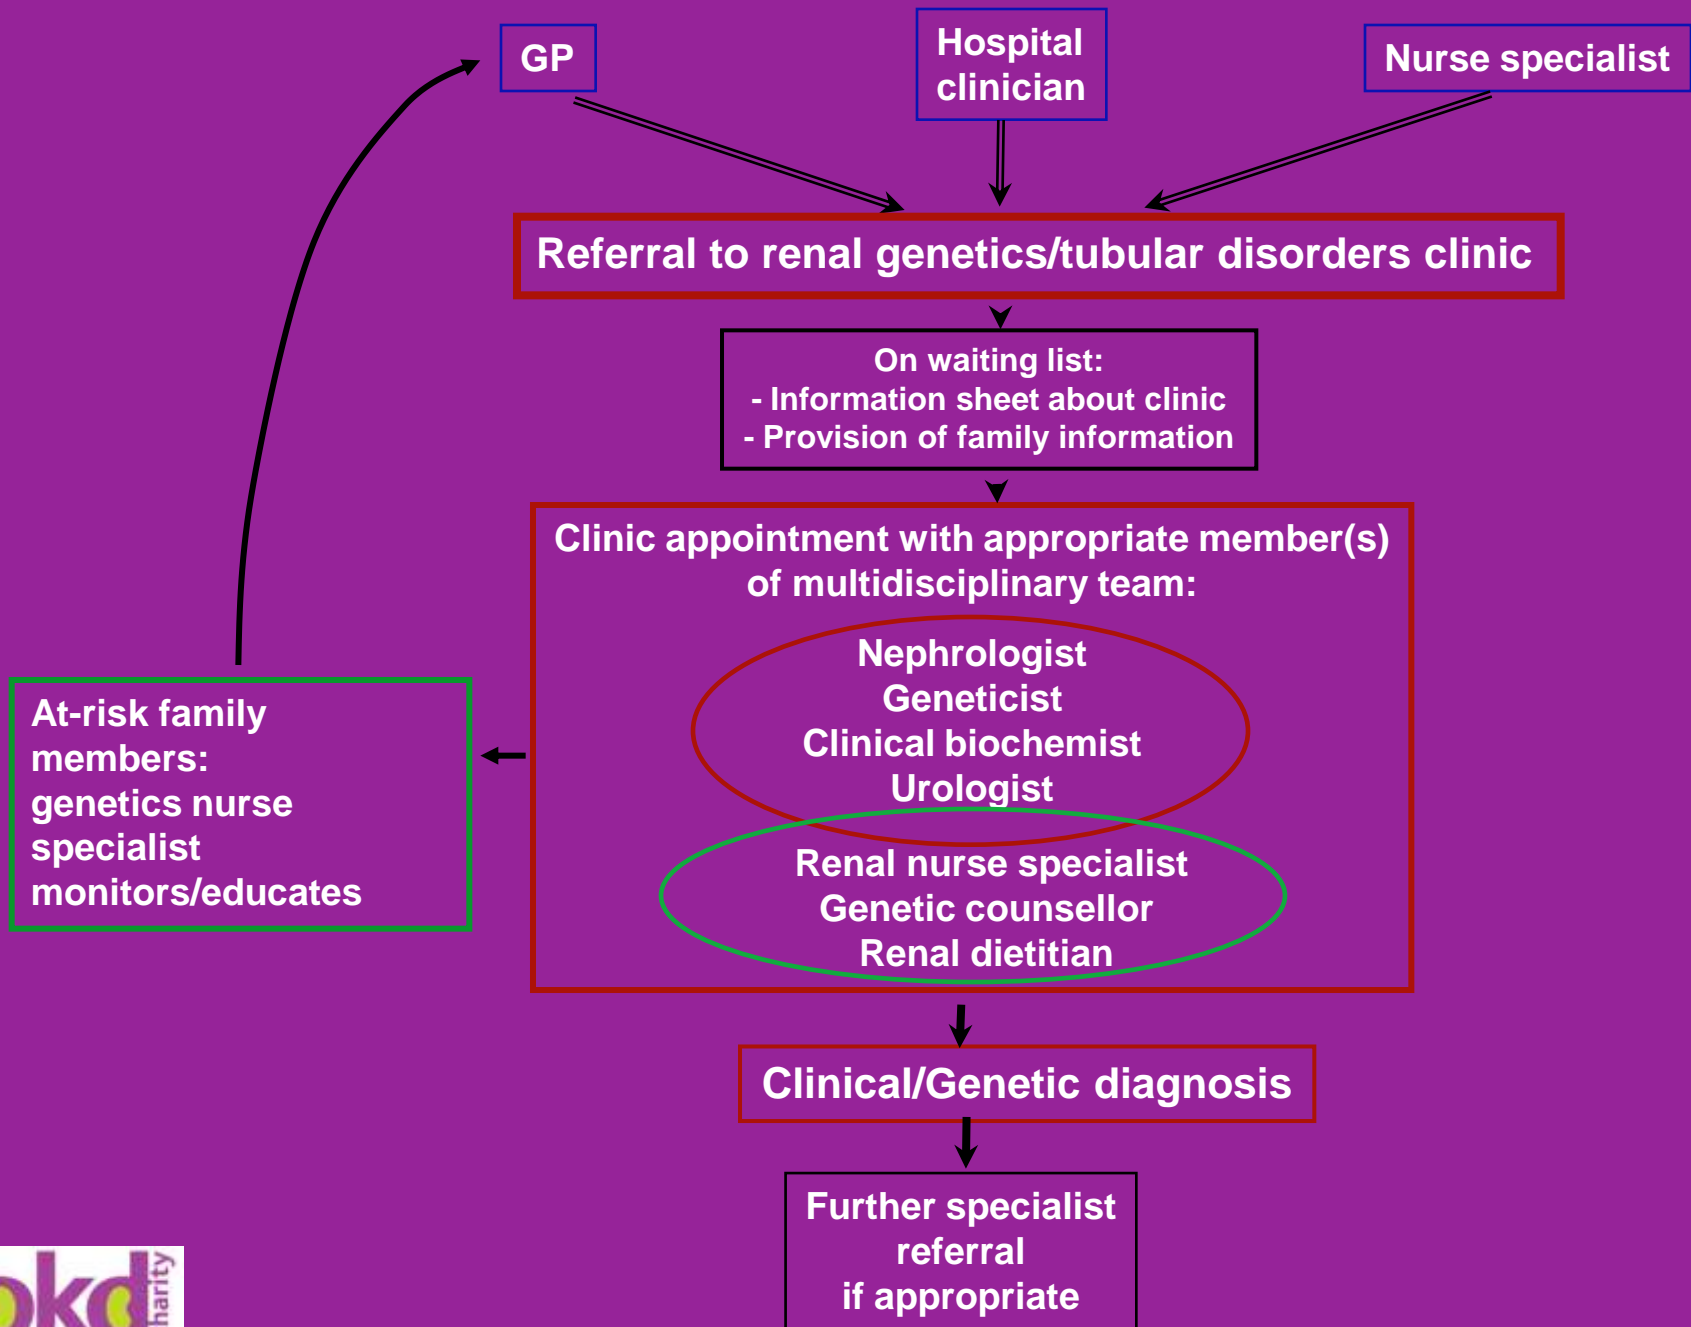 GP
Hospital
clinician
Nurse specialist
Referral to renal genetics/tubular disorders clinic
On waiting list:
- Information sheet about clinic
- Provision of family information
Clinic appointment with appropriate member(s)
of multidisciplinary team:
Nephrologist
Geneticist
Clinical biochemist
Urologist
Renal nurse specialist
Genetic counsellor
Renal dietitian
At-risk family
members:
genetics nurse
specialist
monitors/educates
Clinical/Genetic diagnosis
Further specialist
referral
if appropriate
pkd
harity